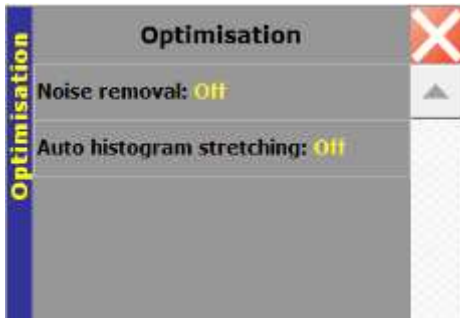 Optimisation
Optimisation
Noise removal: Off
Auto histogram stretching: Off